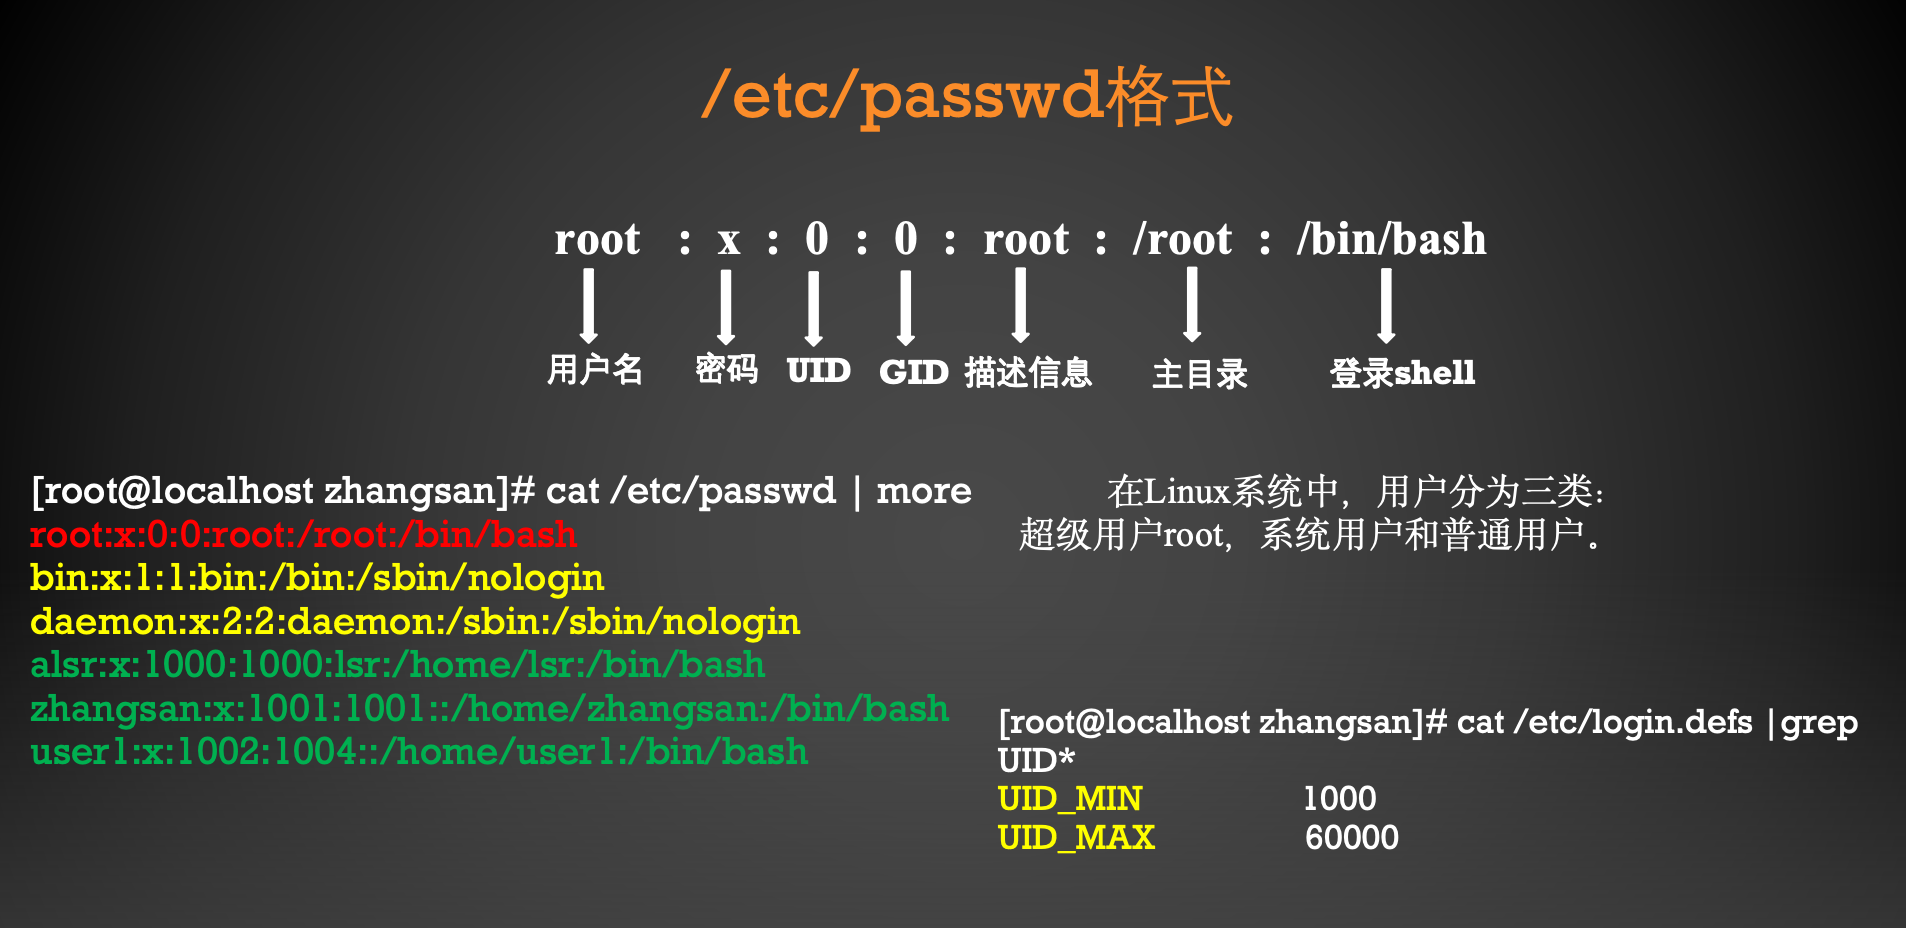 /etc/passwd格式
root : x : 0 : 0 : root : /root : /bin/bash
用户名 密码 UID GID 描述信息 主目录 登录shell
[root@localhost zhangsan]# cat /etc/passwd | more
root:x:0:0:root:/root:/bin/bash
bin:x:1:1:bin:/bin:/sbin/nologin
daemon:x:2:2:daemon:/sbin:/sbin/nologin
alsr:x:1000:1000:lsr:/home/lsr:/bin/bash
zhangsan:x:1001:1001::/home/zhangsan:/bin/bash
user1:x:1002:1004::/home/user1:/bin/bash
在Linux系统中，用户分为三类：
超级用户root，系统用户和普通用户。
[root@localhost zhangsan]# cat /etc/login.defs |grep
UID*
UID_MIN 1000
UID_MAX 60000